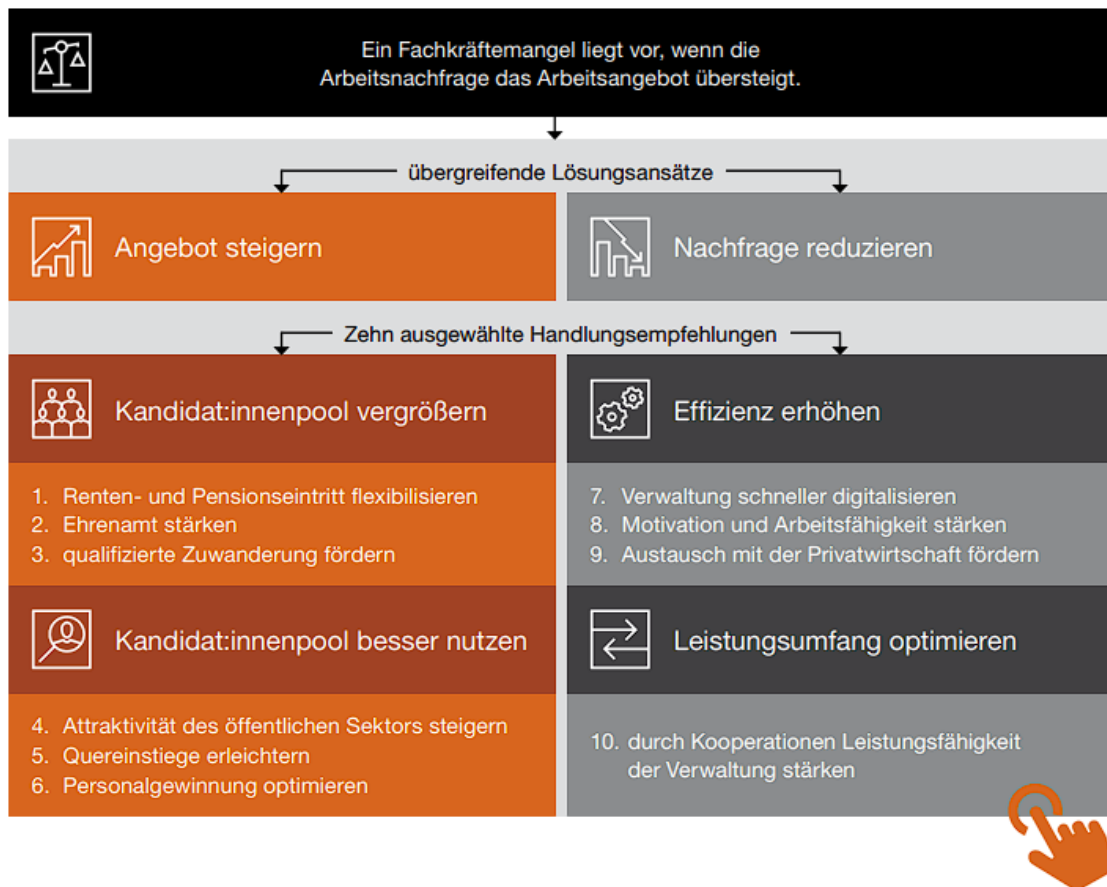 Ein Fachkräftemangel liegt vor, wenn die
Arbeitsnachfrage das Arbeitsangebot übersteigt.
übergreifende Lösungsansätze
Angebot steigern
Nachfrage reduzieren
Zehn ausgewählte Handlungsempfehlungen
Kandidat:innenpool vergrößern
1. Renten- und Pensionseintritt flexibilisieren
2. Ehrenamt stärken
3. qualifizierte Zuwanderung fördern
Kandidat:innenpool besser nutzen
4. Attraktivität des öffentlichen Sektors steigern
5. Quereinstiege erleichtern
6. Personalgewinnung optimieren
Effizienz erhöhen
7. Verwaltung schneller digitalisieren
8. Motivation und Arbeitsfähigkeit stärken
9. Austausch mit der Privatwirtschaft fördern
Leistungsumfang optimieren
10. durch Kooperationen Leistungsfähigkeit
der Verwaltung stärken